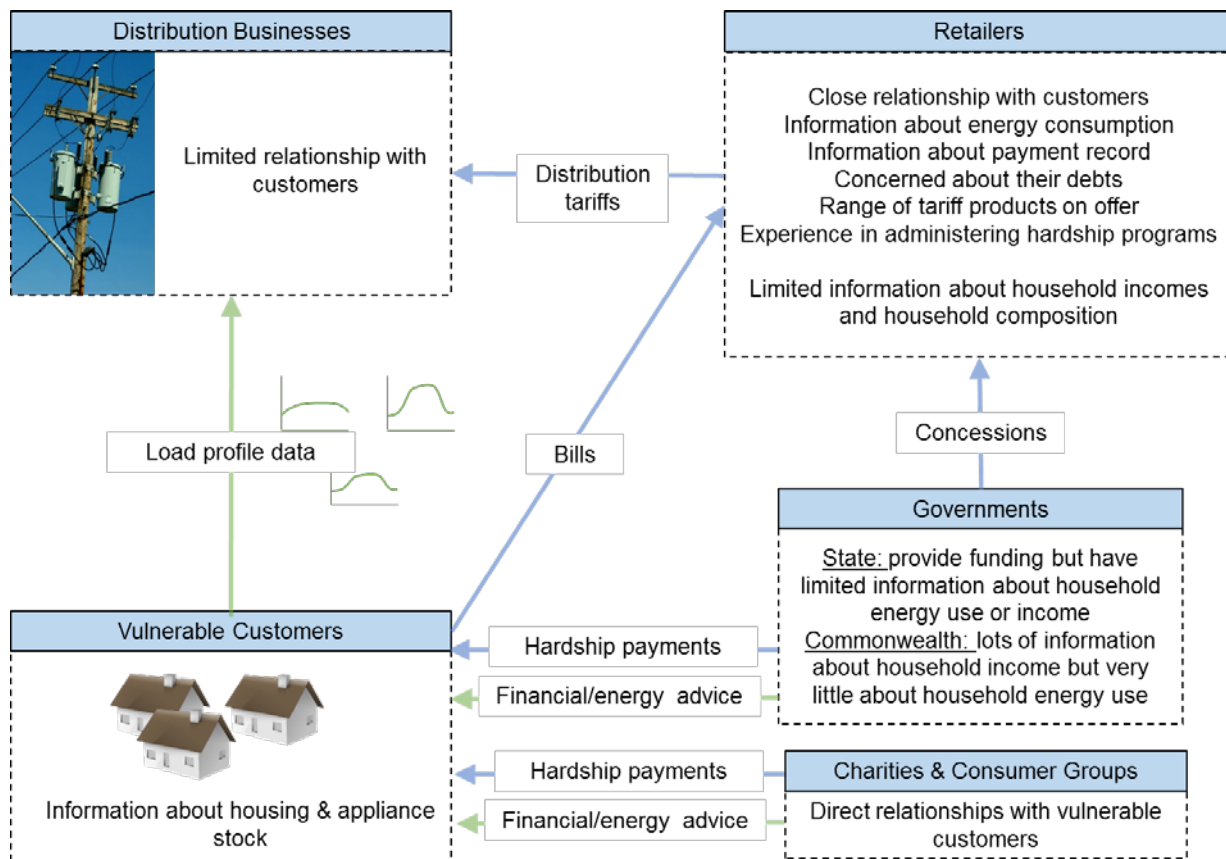 Distribution Businesses
Limited relationship with
customers
Distribution
tariffs
Retailers
Close relationship with customers
Information about energy consumption
Information about payment record
Concerned about their debts
Range of tariff products on offer
Experience in administering hardship programs
Limited information about household incomes
and household composition
Load profile data
Bills
Concessions
Governments
State: provide funding but have
limited information about household
energy use or income
Commonwealth: lots of information
about household income but very
little about household energy use
Vulnerable Customers
Information about housing & appliance
stock
Hardship payments
Financial/energy advice
Hardship payments
Financial/energy advice
Charities & Consumer Groups
Direct relationships with vulnerable
customers